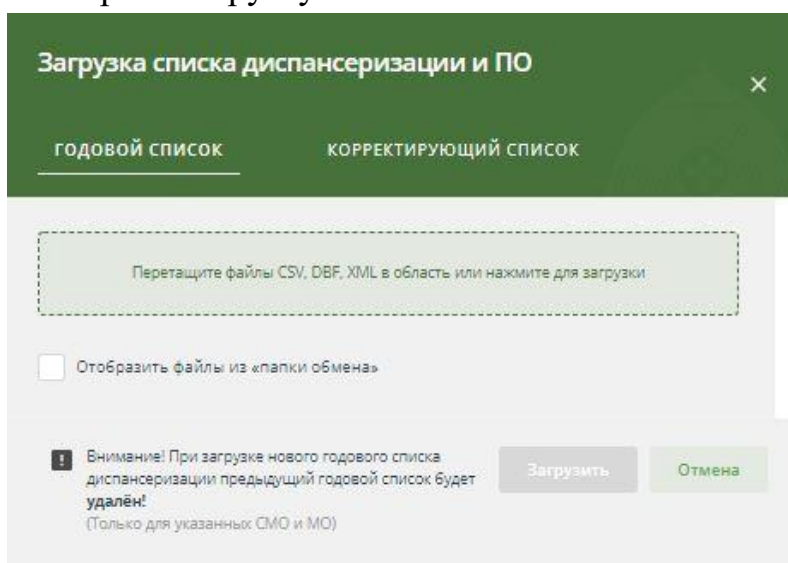 Загрузка списка диспансеризации и ПО
ГОДОВОЙ СПИСОК КОРРЕКТИРУЮЩИЙ СПИСОК
Перетащите файлы CSV, DBF, XML в область или нажмите для загрузки
Отобразить файлы из «папки обмена»
Внимание! При загрузке нового годового списка
диспансеризации предыдущий годовой список будет
удалён!
(Только для указанных СМО и МО)
Загрузить Отмена